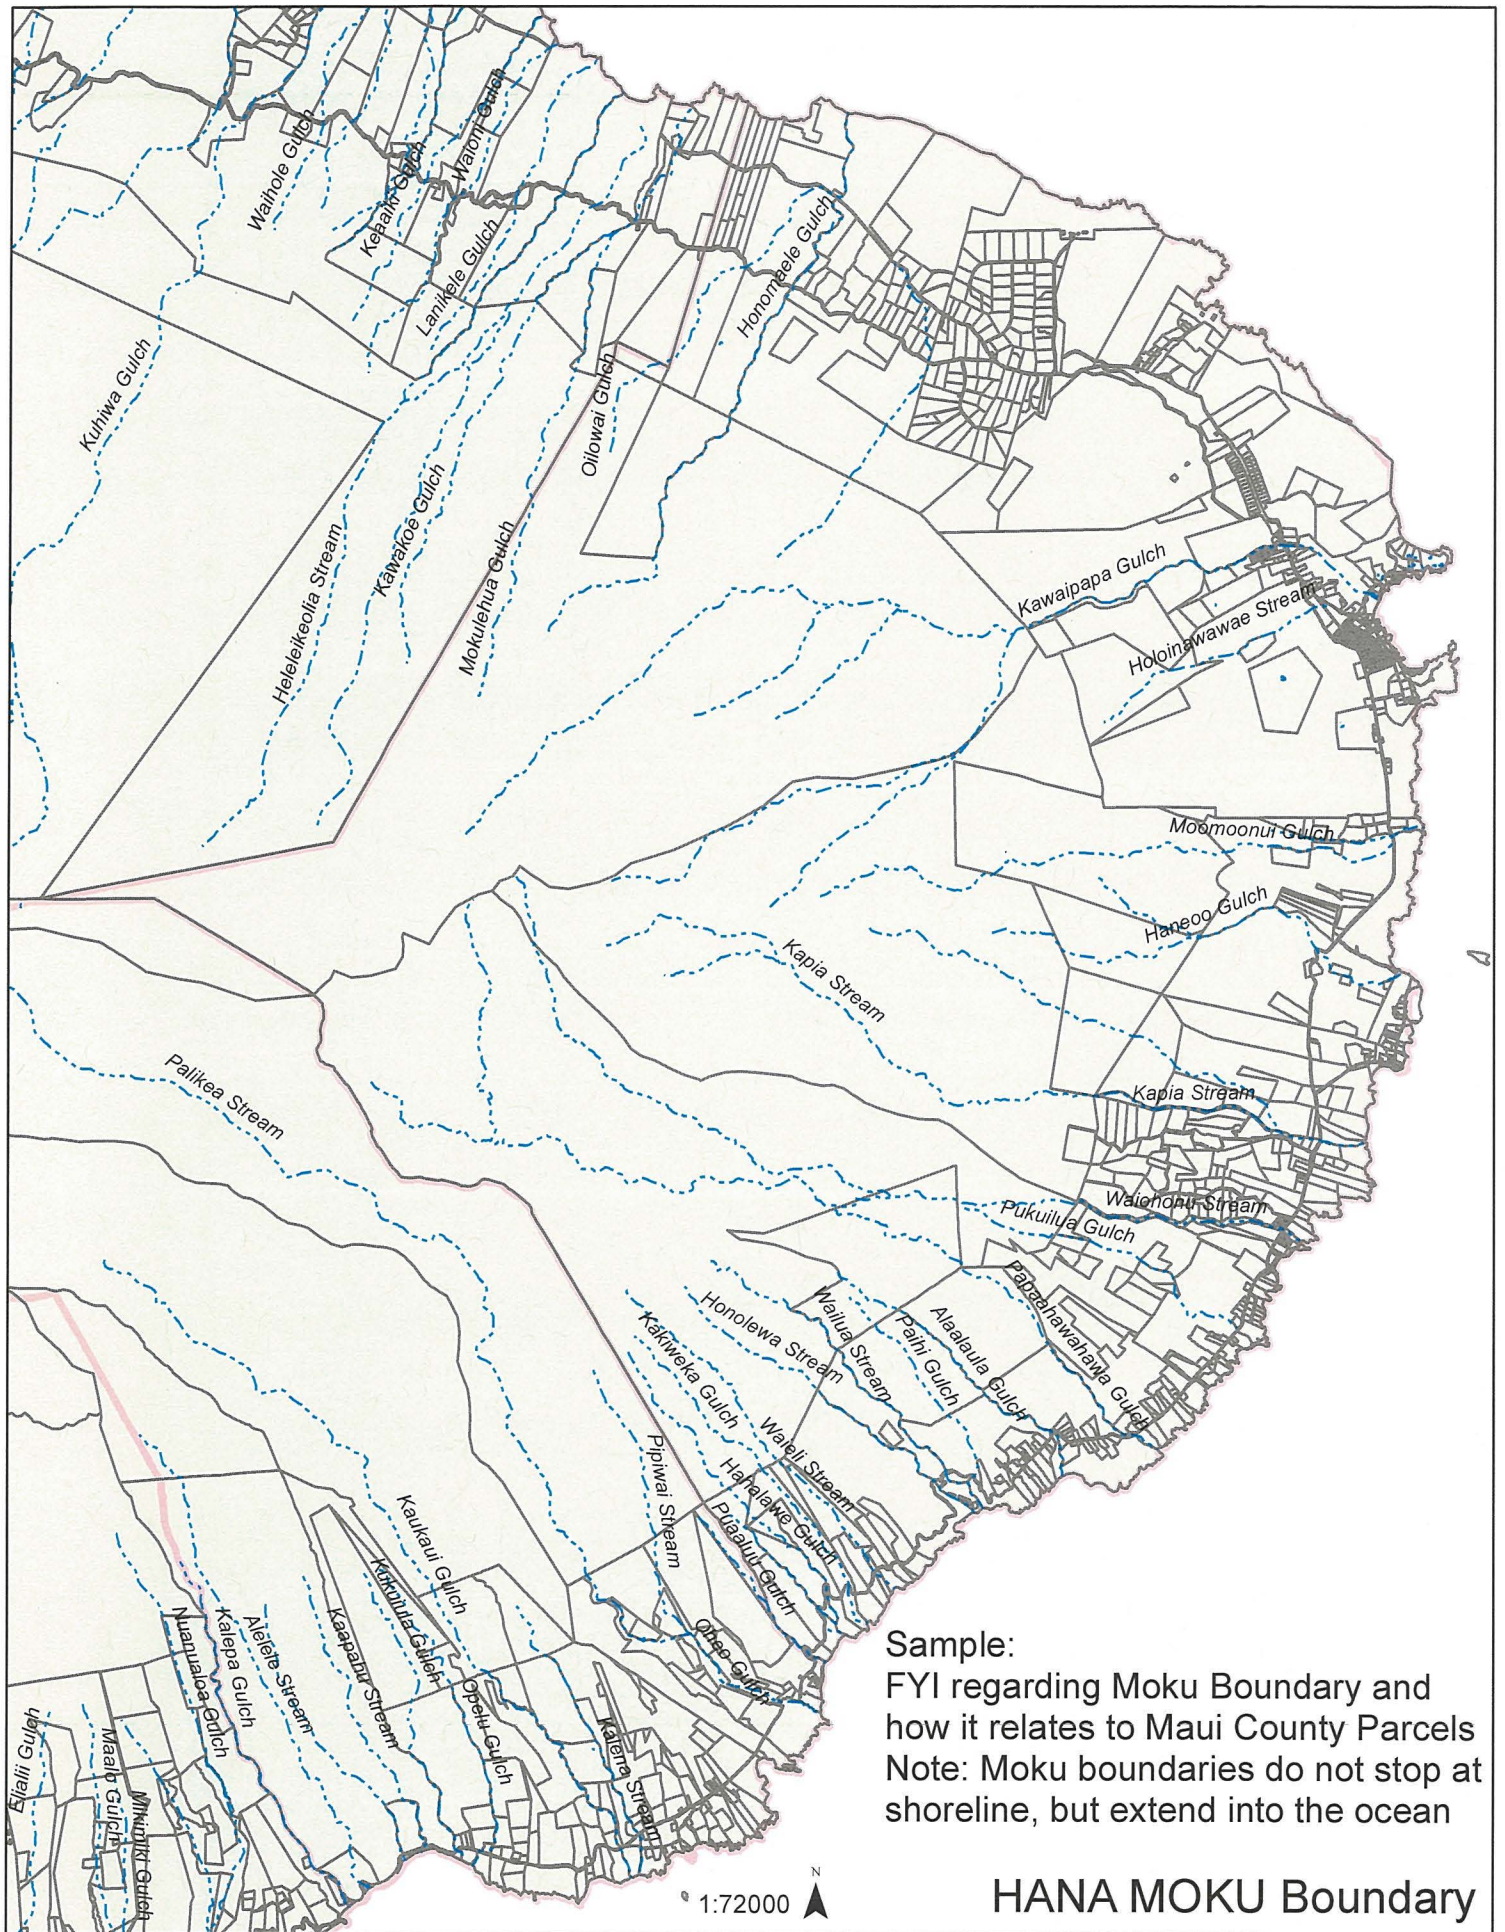 Waihole Gulch
Keaaiki Gulch
Waioni Gulch
Lanikele Gulch
Honomaele Gulch
Kuhiwa Gulch
Oilowai Gulch
Heleleikeolia Stream
Kawakoe Gulch
Mokulehua Gulch
Kawaipapa Gulch
Holoinawawae Stream
Moomoonui Gulch
Haneoo Gulch
Kapia Stream
Palikea Stream
Kapia Stream
Waiohonu Stream
Pukuilua Gulch
Papaahawahawa Gulch
Alaalaula Gulch
Paihi Gulch
Wailua Stream
Honolewa Stream
Kakiweka Gulch
Waieli Stream
Hahalawe Gulch
Puaaluu Gulch
Pipiwai Stream
Oheo Gulch
Kaukaui Gulch
Kukuiula Gulch
Kaapahu Stream
Opelu Gulch
Kalena Stream
Alelele Stream
Kalepa Gulch
Nuanualoa Gulch
Elialii Gulch
Maalo Gulch
Mikimiki Gulch
Sample:
FYI regarding Moku Boundary and
how it relates to Maui County Parcels
Note: Moku boundaries do not stop at
shoreline, but extend into the ocean
N
1:72000
HANA MOKU Boundary